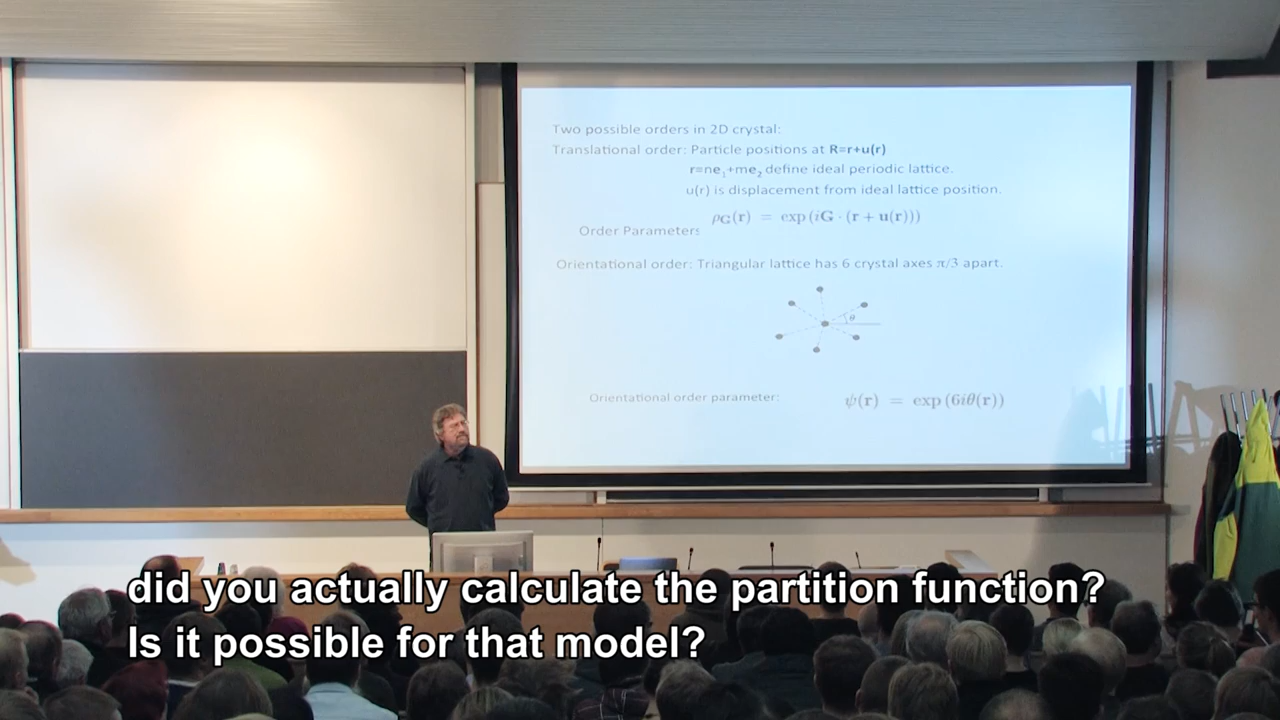 Two possible orders in 2D crystal:
Translational order: Particle positions at R=r+u(r)
r=ne₁+me₂ define ideal periodic lattice.
u(r) is displacement from ideal lattice position.
ρ_G(r) = exp(iG · (r + u(r)))
Order Parameters
Orientational order: Triangular lattice has 6 crystal axes π/3 apart.
θ
Orientational order parameter: ψ(r) = exp(6iθ(r))
did you actually calculate the partition function?
Is it possible for that model?